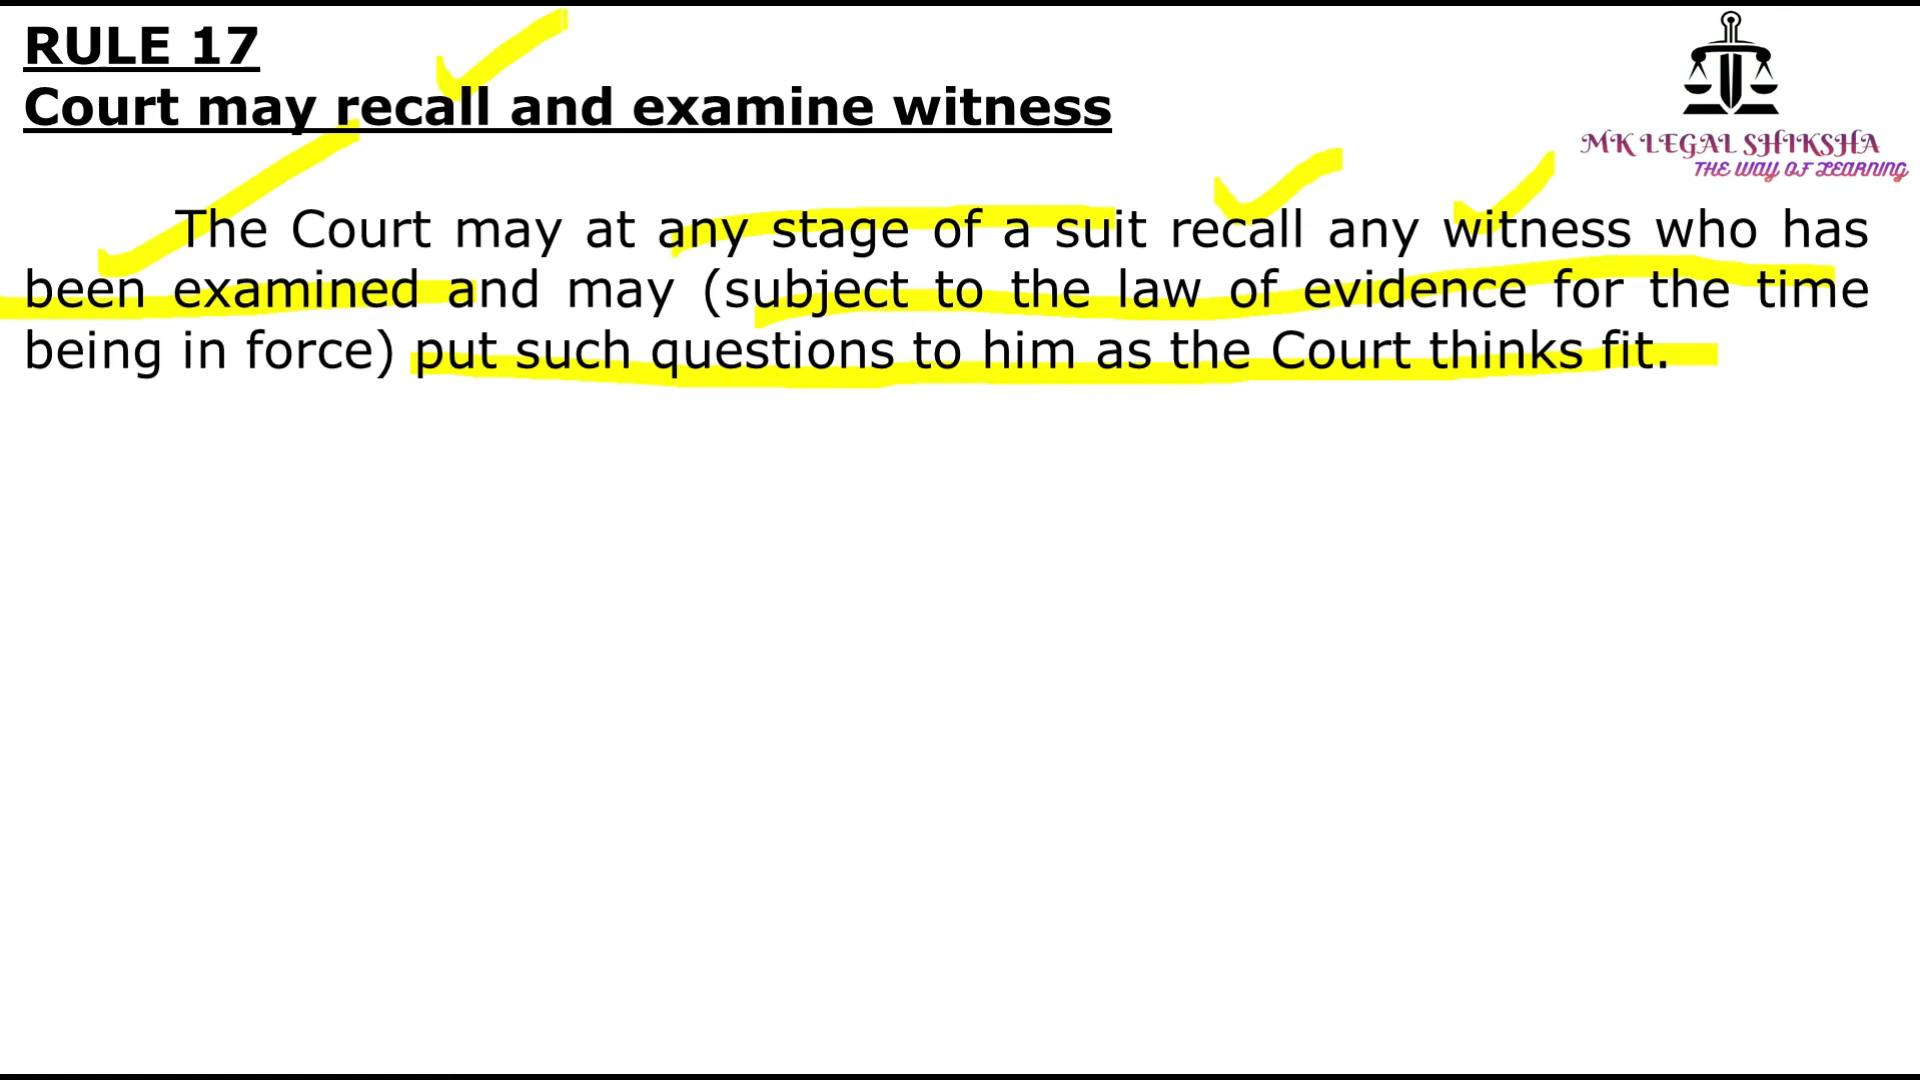 RULE 17
Court may recall and examine witness
MK LEGAL SHIKSHA
THE WAY OF LEARNING
The Court may at any stage of a suit recall any witness who has
been examined and may (subject to the law of evidence for the time
being in force) put such questions to him as the Court thinks fit.